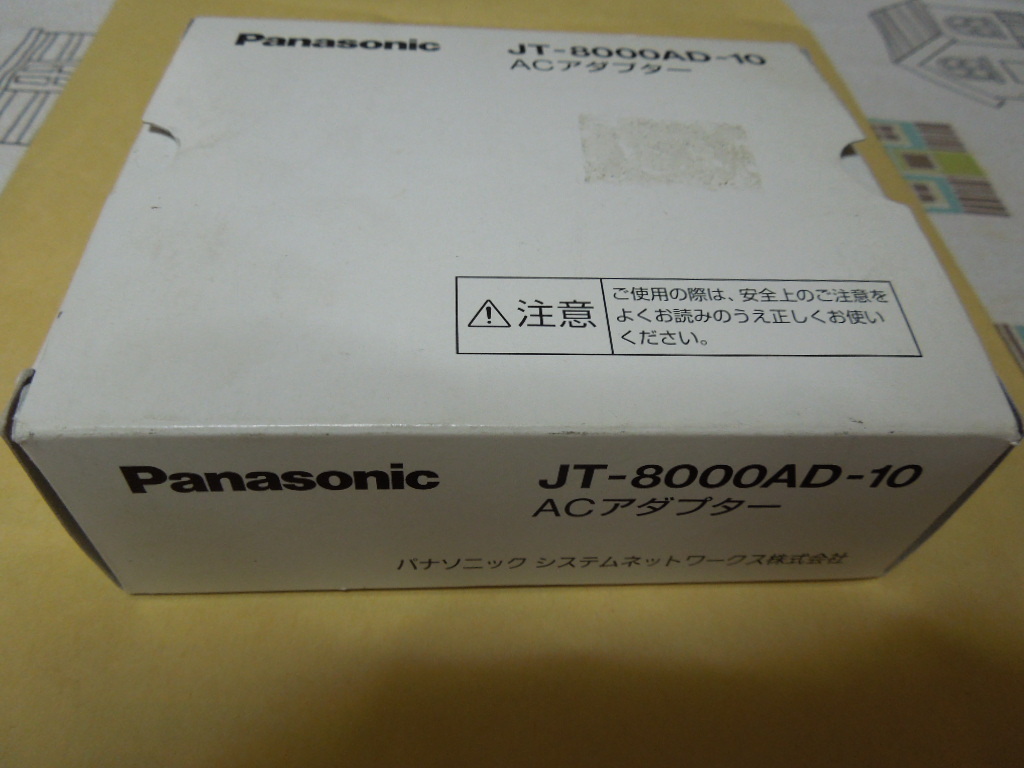 Panasonic JT-8000AD-10
ACアダプター
注意
ご使用の際は、安全上のご注意を
よくお読みのうえ正しくお使い
ください。
Panasonic JT-8000AD-10
ACアダプター
パナソニック システムネットワークス株式会社